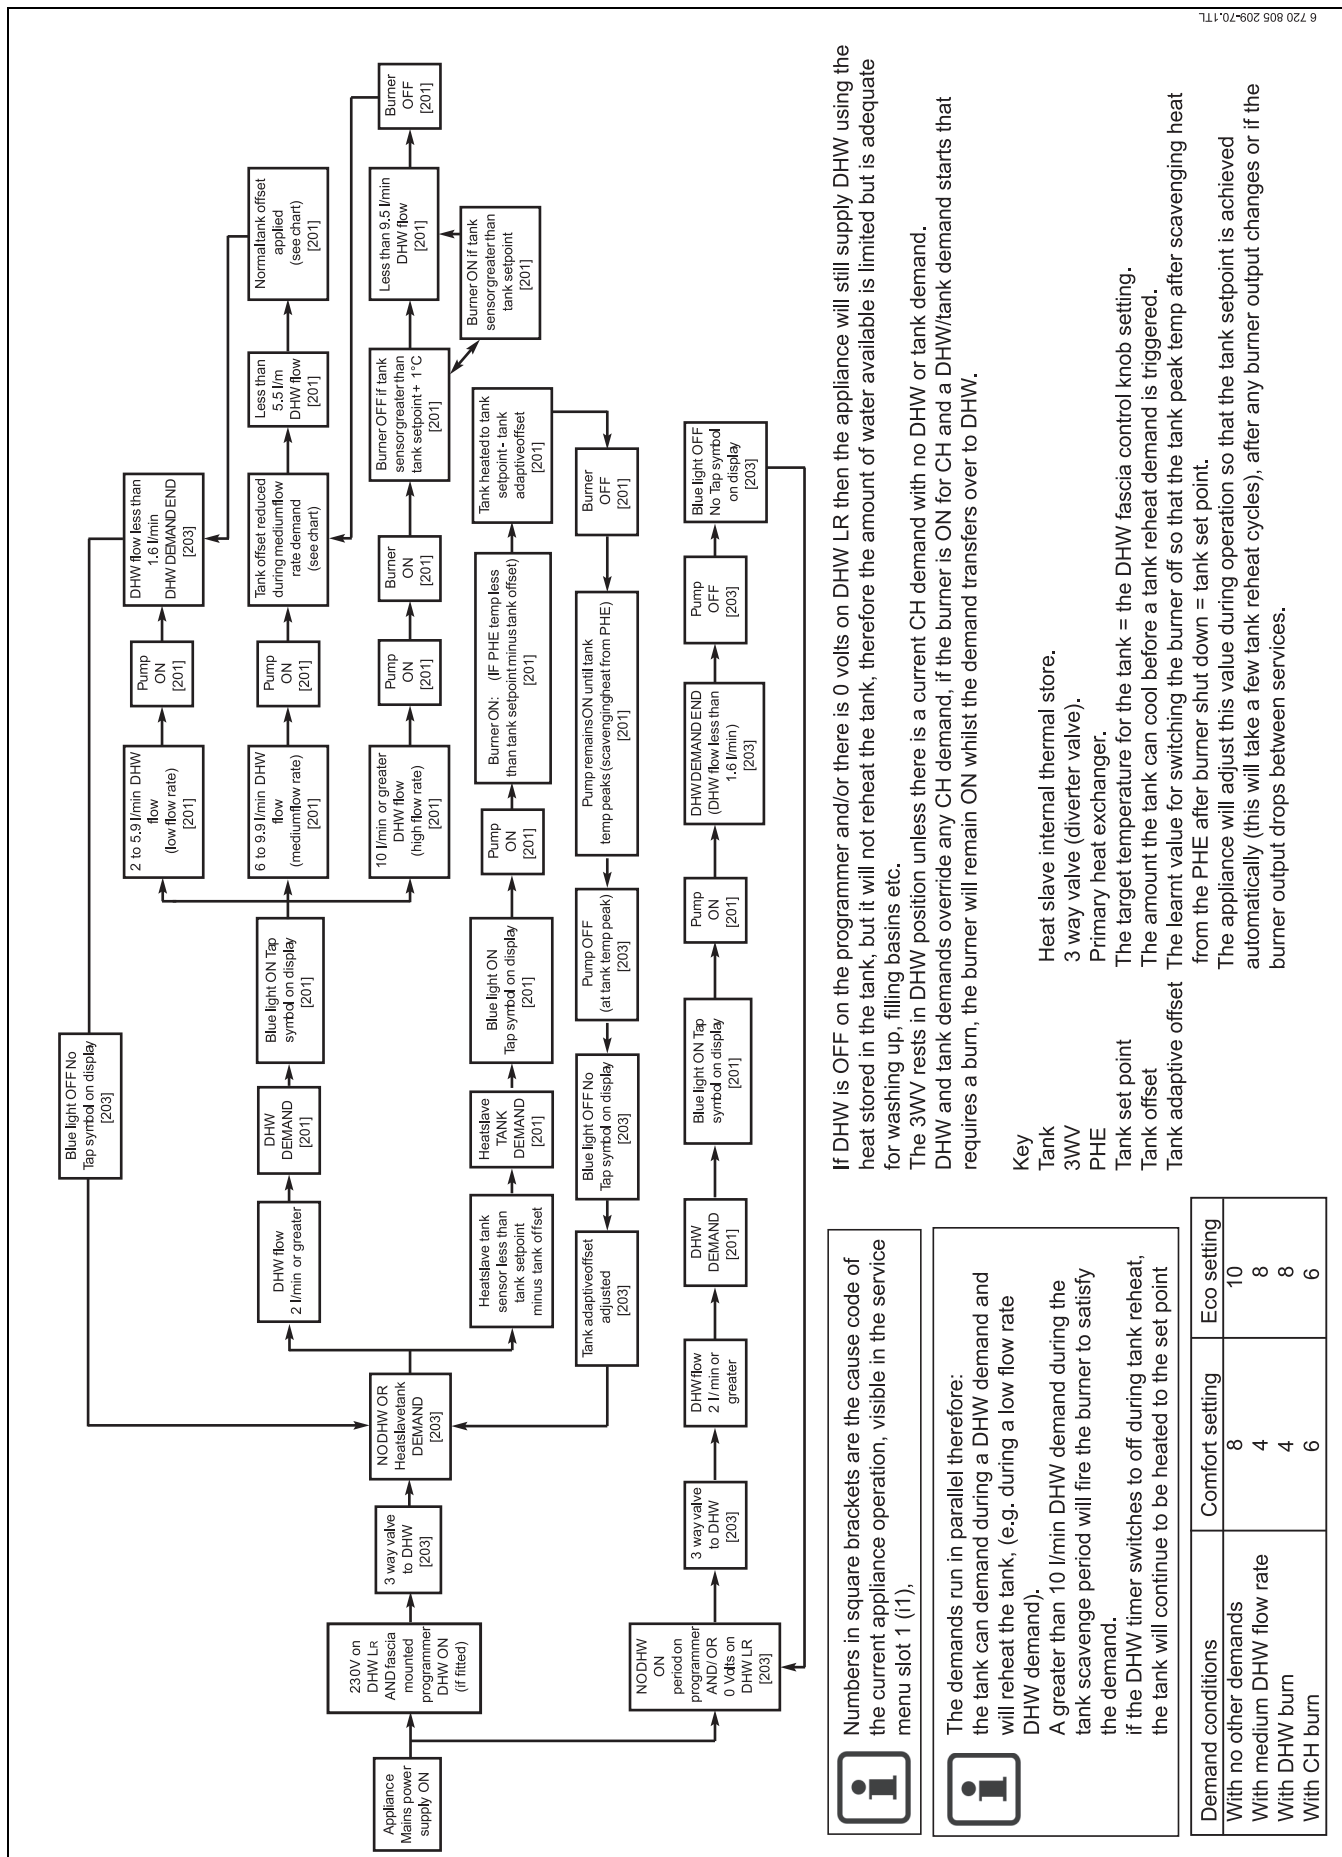 6 720 805 209-70.1TL
Appliance
Mains power
supply ON
230V on
DHW LR
AND fascia
mounted
programmer
DHW ON
(if fitted)
3 way valve
to DHW
[203]
NO DHW OR
Heatslave tank
DEMAND
[203]
Blue light OFF No
Tap symbol on display
[203]
DHW flow
2 l/min or greater
DHW
DEMAND
[201]
Blue light ON Tap
symbol on display
[201]
2 to 5.9 l/min DHW
flow
(low flow rate)
[201]
Pump
ON
[201]
DHW flow less than
1.6 l/min
DHW DEMAND END
[203]
6 to 9.9 l/min DHW
flow
(medium flow rate)
[201]
Pump
ON
[201]
Tank offset reduced
during medium flow
rate demand
(see chart)
Less than
5.5 l/m
DHW flow
[201]
Normal tank offset
applied
(see chart)
[201]
10 l/min or greater
DHW flow
(high flow rate)
[201]
Pump
ON
[201]
Burner
ON
[201]
Burner OFF if tank
sensor greater than
tank setpoint + 1°C
[201]
Less than 9.5 l/min
DHW flow
[201]
Burner
OFF
[201]
Burner ON if tank
sensor greater than
tank setpoint
[201]
Heatslave tank
sensor less than
tank setpoint
minus tank offset
Heatslave
TANK
DEMAND
[201]
Blue light ON
Tap symbol on display
[201]
Pump
ON
[201]
Burner ON: (IF PHE temp less
than tank setpoint minus tank offset)
[201]
Tank heated to tank
setpoint - tank
adaptive offset
[201]
Burner
OFF
[201]
Pump remains ON until tank
temp peaks (scavenging heat from PHE)
[201]
Pump OFF
(at tank temp peak)
[203]
Blue light OFF No
Tap symbol on display
[203]
Tank adaptive offset
adjusted
[203]
NO DHW
ON
period on
programmer
AND/ OR
0 Volts on
DHW LR
[203]
3 way valve
to DHW
[203]
DHW flow
2 l/ min or
greater
DHW
DEMAND
[201]
Blue light ON Tap
symbol on display
[201]
Pump
ON
[201]
DHW DEMAND END
(DHW flow less than
1.6 l/min)
[203]
Pump
OFF
[203]
Blue light OFF
No Tap symbol
on display
[203]
Numbers in square brackets are the cause code of
the current appliance operation, visible in the service
menu slot 1 (i1),
The demands run in parallel therefore:
the tank can demand during a DHW demand and
will reheat the tank, (e.g. during a low flow rate
DHW demand).
A greater than 10 l/min DHW demand during the
tank scavenge period will fire the burner to satisfy
the demand.
if the DHW timer switches to off during tank reheat,
the tank will continue to be heated to the set point
Demand conditions Comfort setting Eco setting
With no other demands 8 10
With medium DHW flow rate 4 8
With DHW burn 4 8
With CH burn 6 6
If DHW is OFF on the programmer and/or there is 0 volts on DHW LR then the appliance will still supply DHW using the
heat stored in the tank, but it will not reheat the tank, therefore the amount of water available is limited but is adequate
for washing up, filling basins etc.
The 3WV rests in DHW position unless there is a current CH demand with no DHW or tank demand.
DHW and tank demands override any CH demand, if the burner is ON for CH and a DHW/tank demand starts that
requires a burn, the burner will remain ON whilst the demand transfers over to DHW.
Key
Tank Heat slave internal thermal store.
3WV 3 way valve (diverter valve).
PHE Primary heat exchanger.
Tank set point The target temperature for the tank = the DHW fascia control knob setting.
Tank offset The amount the tank can cool before a tank reheat demand is triggered.
Tank adaptive offset The learnt value for switching the burner off so that the tank peak temp after scavenging heat
from the PHE after burner shut down = tank set point.
The appliance will adjust this value during operation so that the tank setpoint is achieved
automatically (this will take a few tank reheat cycles), after any burner output changes or if the
burner output drops between services.